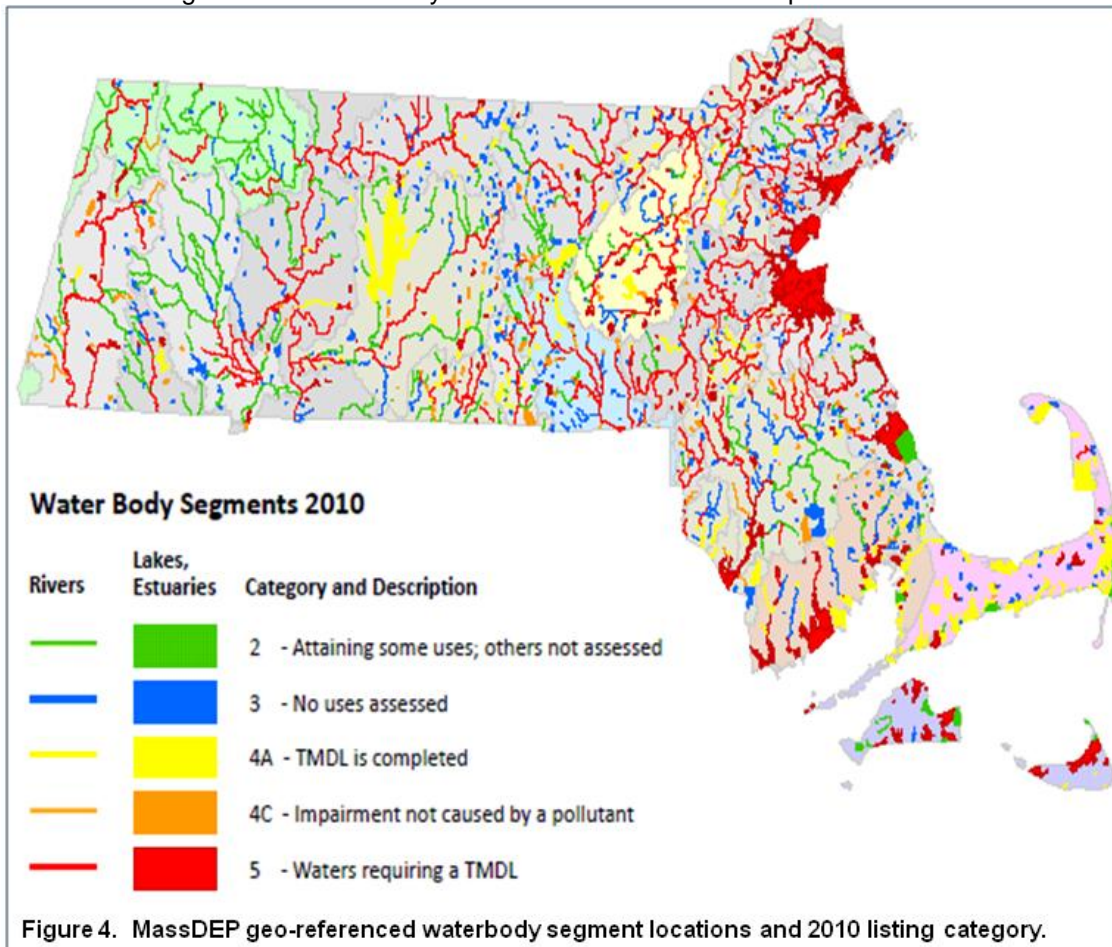 Water Body Segments 2010
Rivers Lakes, Estuaries Category and Description
2 - Attaining some uses; others not assessed
3 - No uses assessed
4A - TMDL is completed
4C - Impairment not caused by a pollutant
5 - Waters requiring a TMDL
Figure 4. MassDEP geo-referenced waterbody segment locations and 2010 listing category.